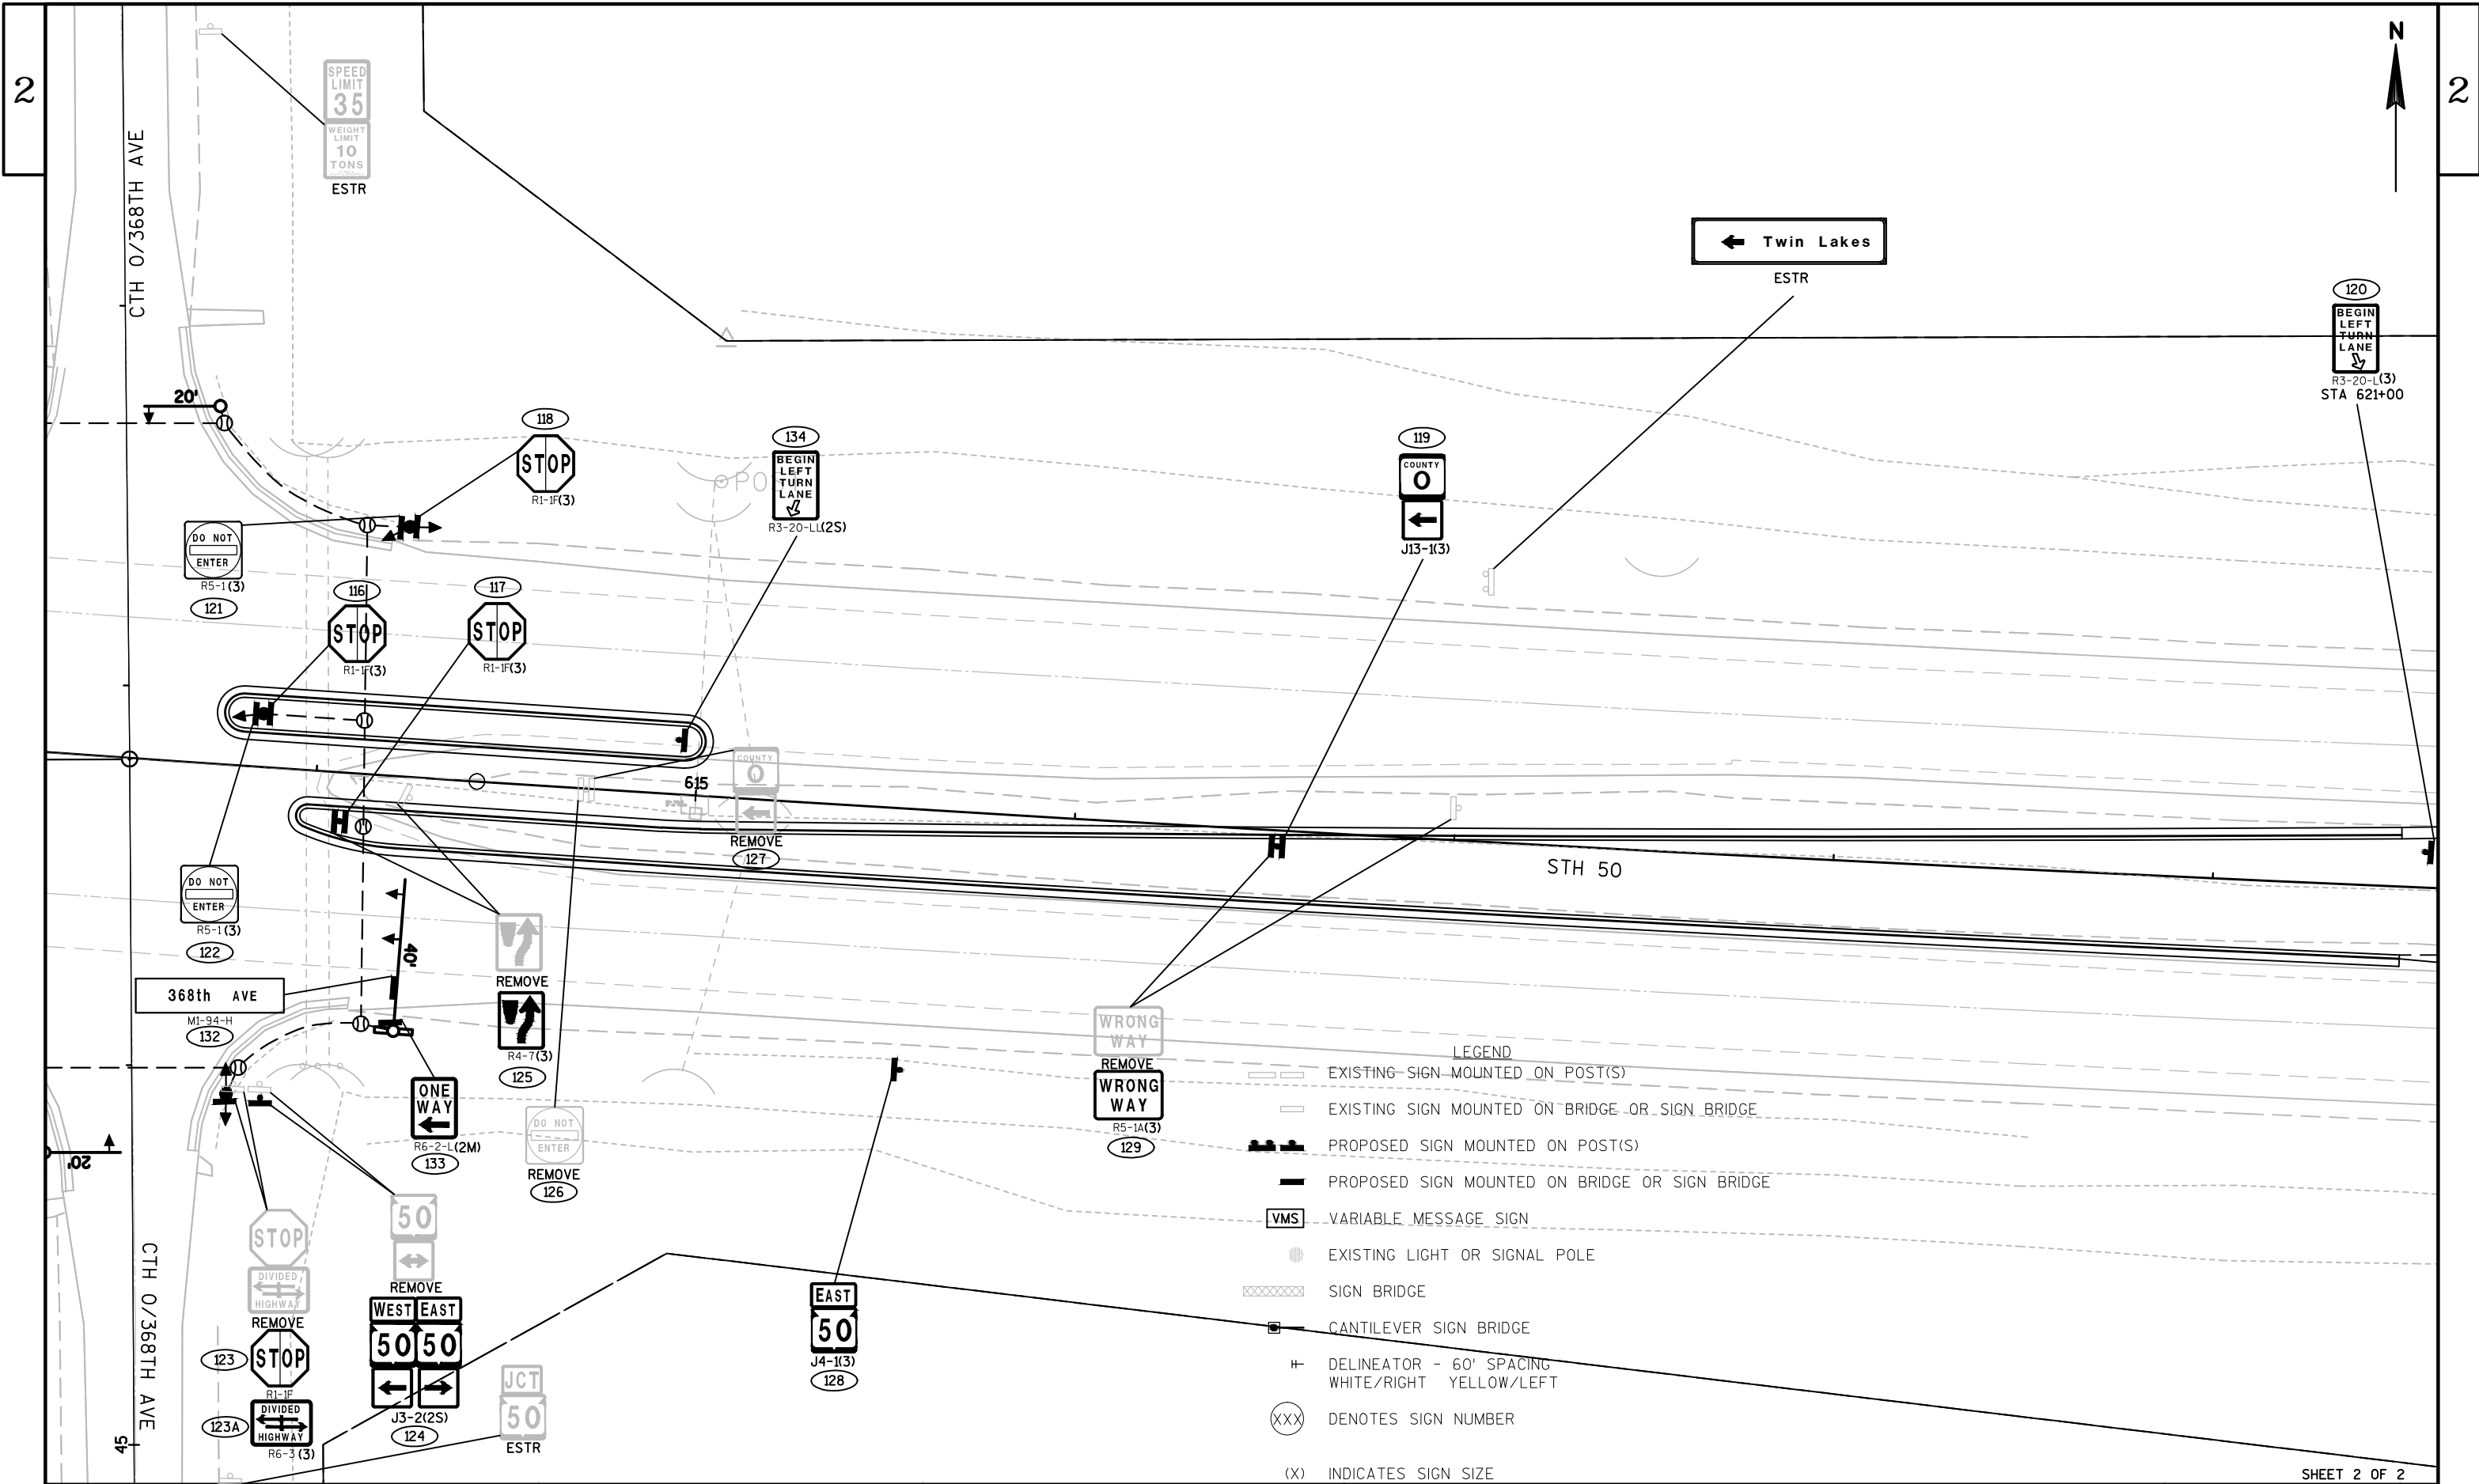 2
2
N
SPEED
LIMIT
35
WEIGHT
LIMIT
10
TONS
ESTR
CTH O/368TH AVE
← Twin Lakes
ESTR
120
BEGIN
LEFT
TURN
LANE
R3-20-L(3)
STA 621+00
20'
118
STOP
R1-1F(3)
134
BEGIN
LEFT
TURN
LANE
R3-20-LL(2S)
119
COUNTY
O
J13-1(3)
DO NOT
ENTER
R5-1(3)
121
116
STOP
R1-1F(3)
117
STOP
R1-1F(3)
615
COUNTY
O
REMOVE
127
STH 50
DO NOT
ENTER
R5-1(3)
122
40'
REMOVE
R4-7(3)
125
368th AVE
M1-94-H
132
ONE
WAY
R6-2-L(2M)
133
DO NOT
ENTER
REMOVE
126
WRONG
WAY
REMOVE
WRONG
WAY
R5-1A(3)
129
20'
STOP
DIVIDED
HIGHWAY
REMOVE
123
STOP
R1-1F
123A
DIVIDED
HIGHWAY
R6-3(3)
50
REMOVE
WEST EAST
50 50
J3-2(2S)
124
JCT
50
ESTR
EAST
50
J4-1(3)
128
CTH O/368TH AVE
45
LEGEND
EXISTING SIGN MOUNTED ON POST(S)
EXISTING SIGN MOUNTED ON BRIDGE OR SIGN BRIDGE
PROPOSED SIGN MOUNTED ON POST(S)
PROPOSED SIGN MOUNTED ON BRIDGE OR SIGN BRIDGE
VMS VARIABLE MESSAGE SIGN
EXISTING LIGHT OR SIGNAL POLE
SIGN BRIDGE
CANTILEVER SIGN BRIDGE
DELINEATOR - 60' SPACING
WHITE/RIGHT YELLOW/LEFT
XXX DENOTES SIGN NUMBER
(X) INDICATES SIGN SIZE
SHEET 2 OF 2